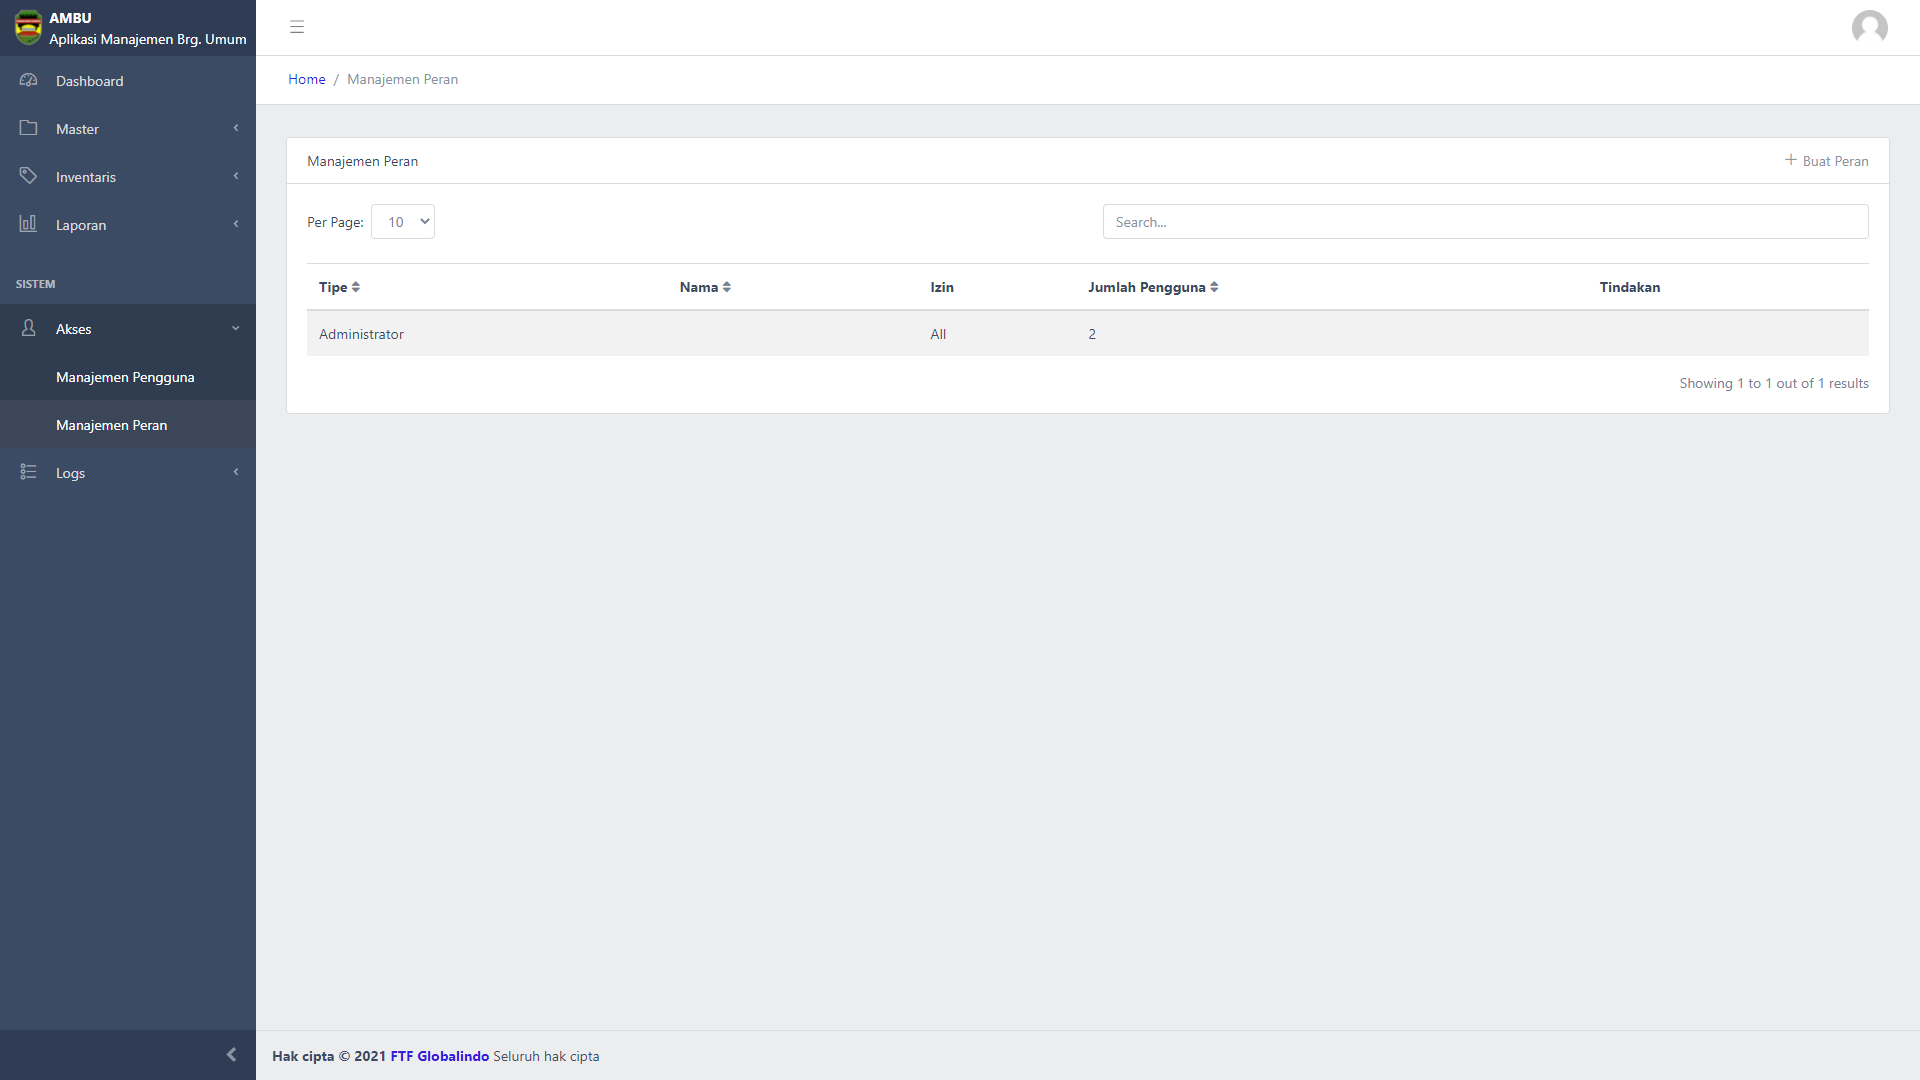 AMBU
Aplikasi Manajemen Brg. Umum
Dashboard
Master
Inventaris
Laporan
SISTEM
Akses
Manajemen Pengguna
Manajemen Peran
Logs
Home / Manajemen Peran
Manajemen Peran
Buat Peran
Per Page: 10
Search...
Tipe Nama Izin Jumlah Pengguna Tindakan
Administrator All 2
Showing 1 to 1 out of 1 results
Hak cipta © 2021 FTF Globalindo Seluruh hak cipta